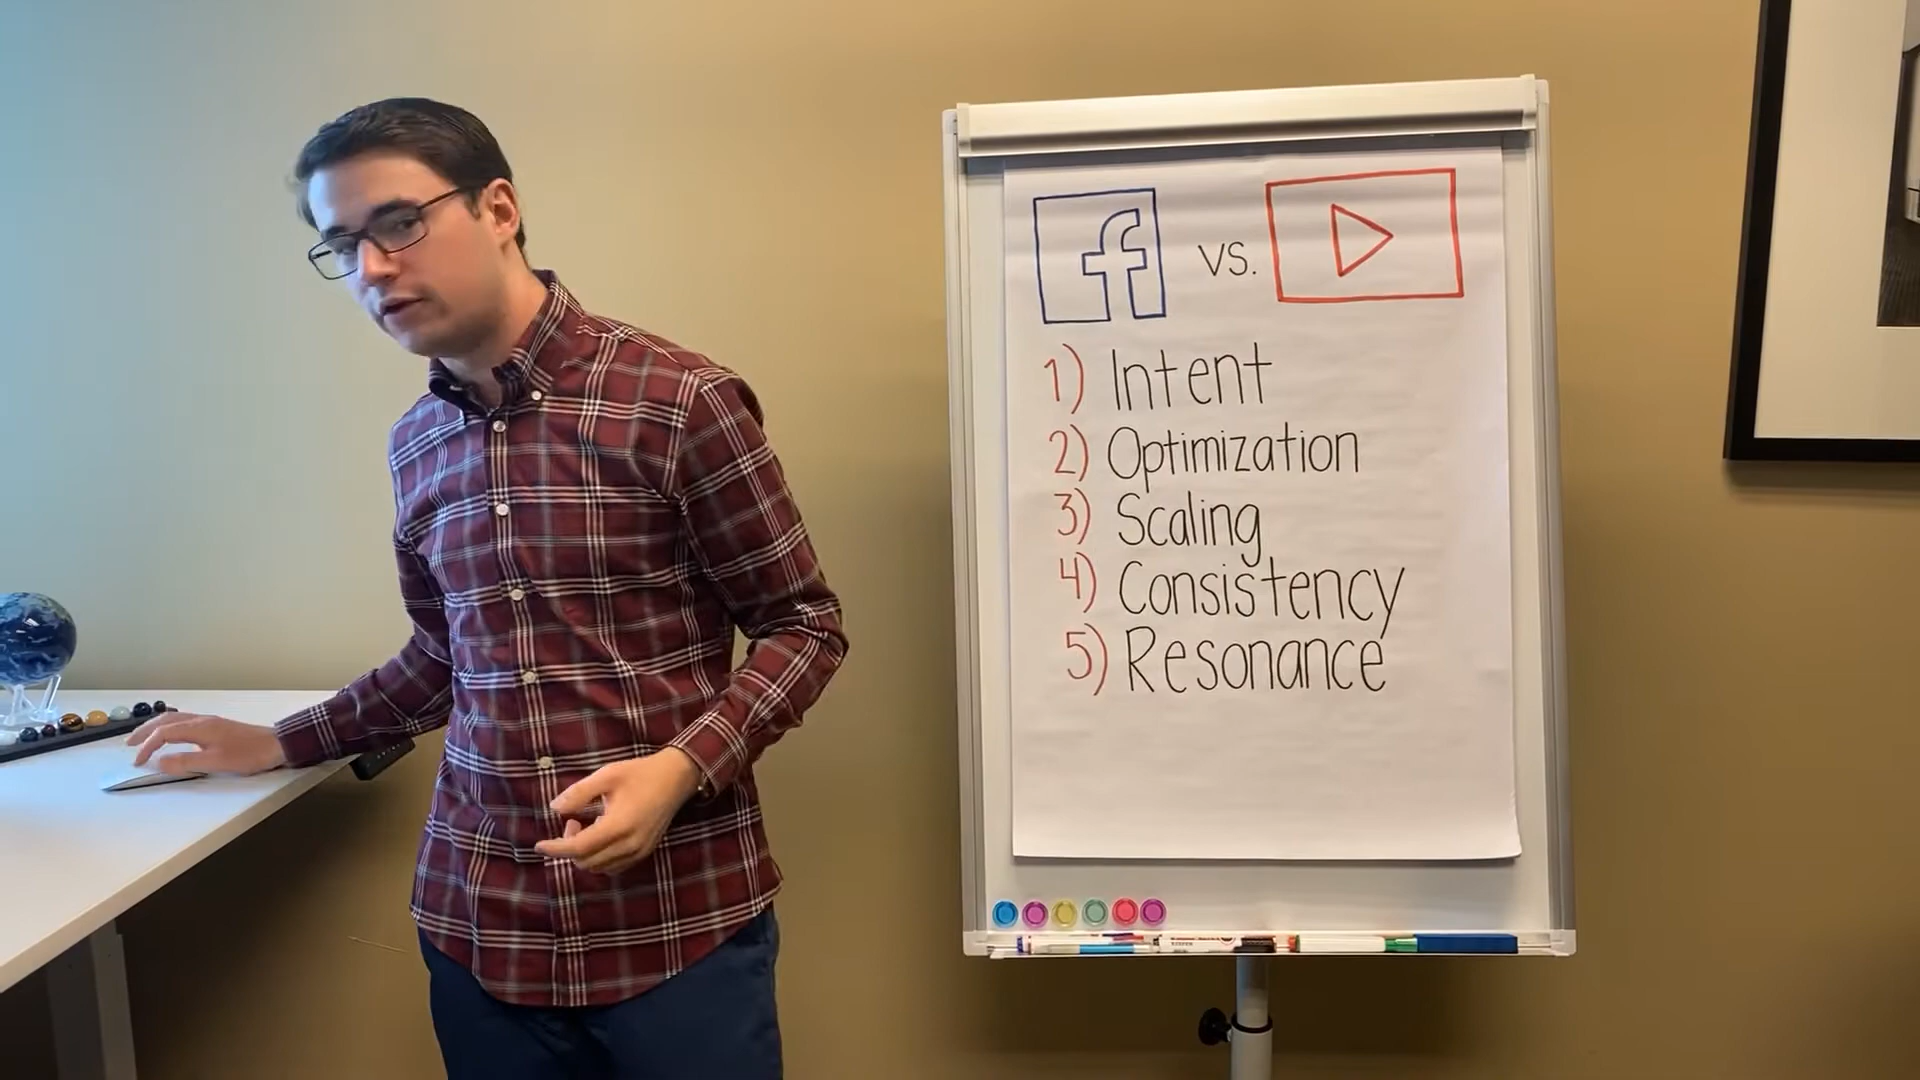 f vs.
1) Intent
2) Optimization
3) Scaling
4) Consistency
5) Resonance